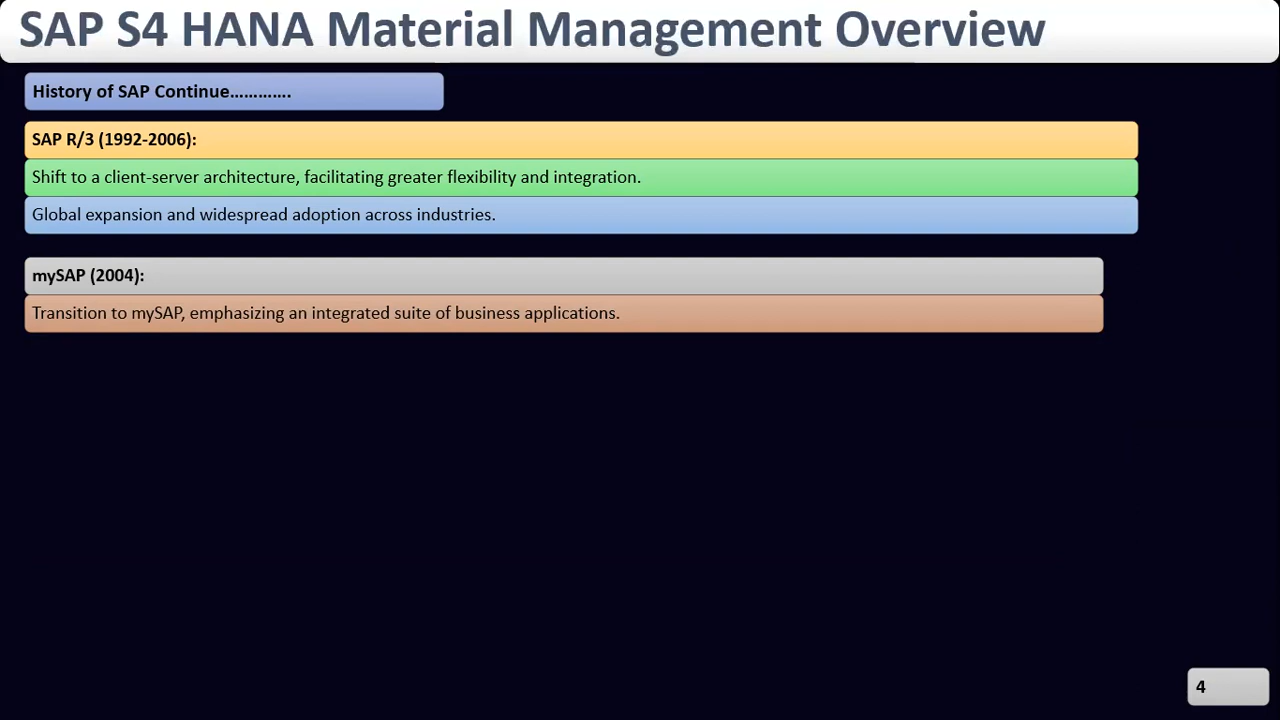 SAP S4 HANA Material Management Overview
History of SAP Continue………….
SAP R/3 (1992-2006):
Shift to a client-server architecture, facilitating greater flexibility and integration.
Global expansion and widespread adoption across industries.
mySAP (2004):
Transition to mySAP, emphasizing an integrated suite of business applications.
4